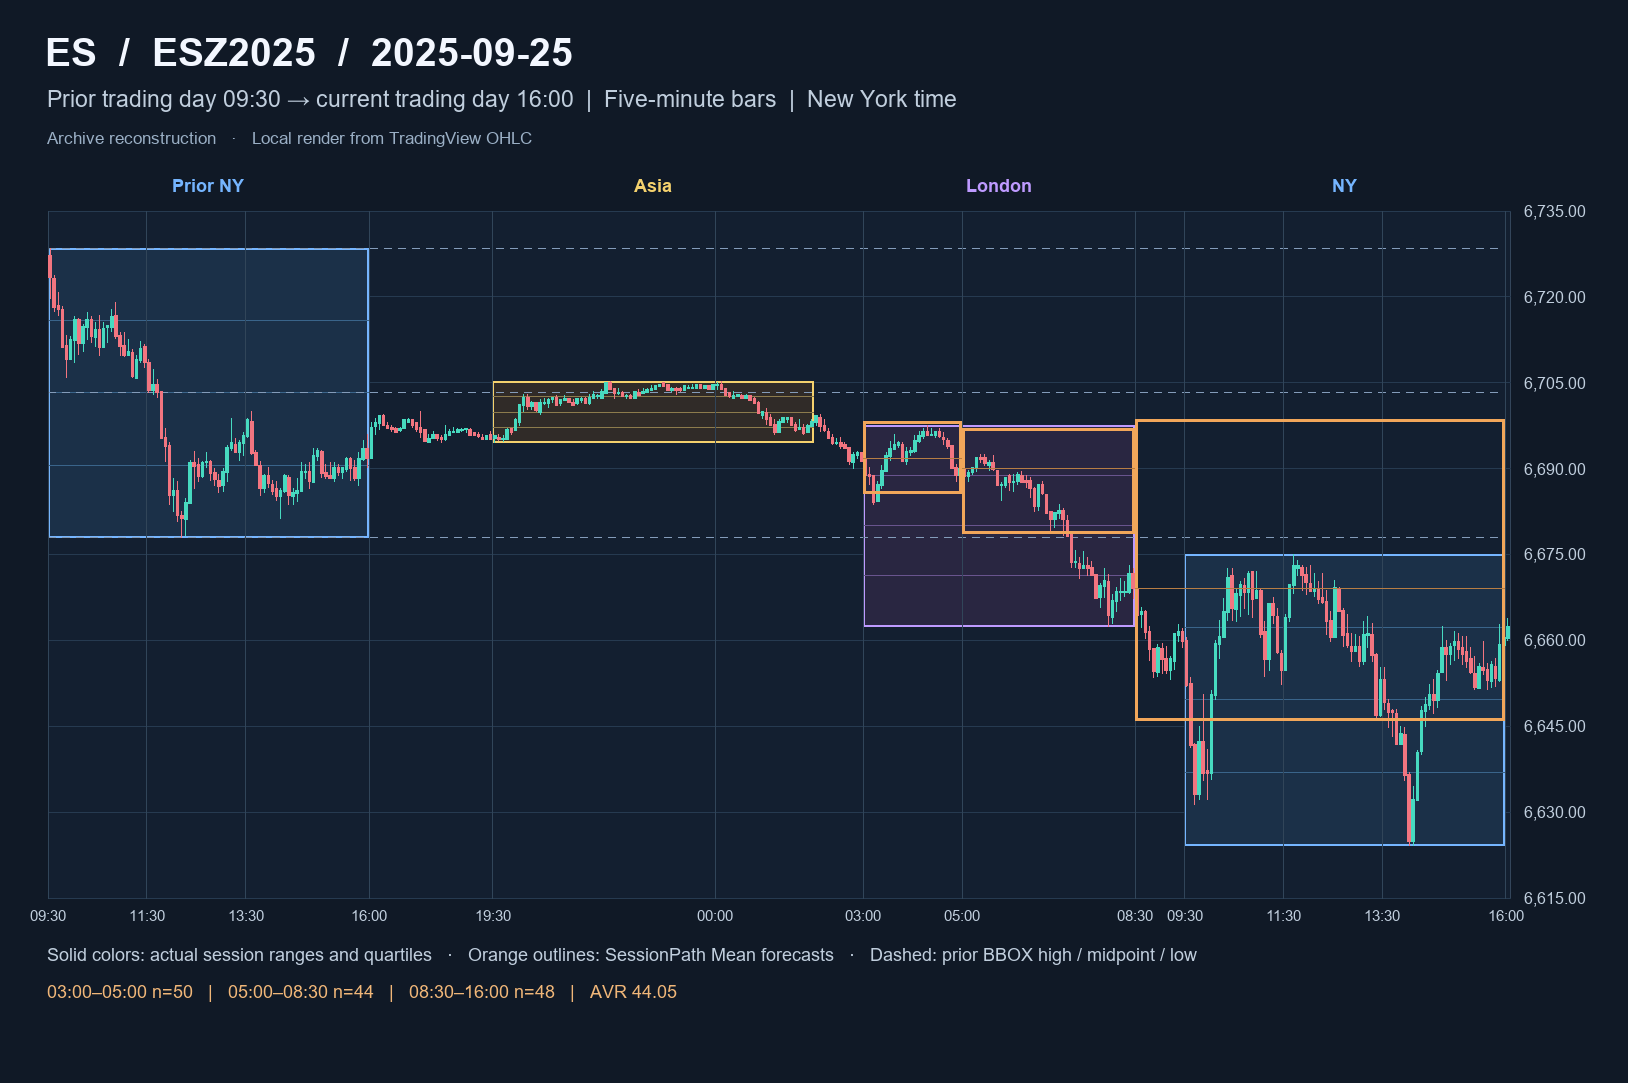 ES / ESZ2025 / 2025-09-25
Prior trading day 09:30 → current trading day 16:00 | Five-minute bars | New York time
Archive reconstruction · Local render from TradingView OHLC
Prior NY Asia London NY
6,735.00
6,720.00
6,705.00
6,690.00
6,675.00
6,660.00
6,645.00
6,630.00
6,615.00
09:30 11:30 13:30 16:00 19:30 00:00 03:00 05:00 08:30 09:30 11:30 13:30 16:00
Solid colors: actual session ranges and quartiles · Orange outlines: SessionPath Mean forecasts · Dashed: prior BBOX high / midpoint / low
03:00–05:00 n=50 | 05:00–08:30 n=44 | 08:30–16:00 n=48 | AVR 44.05